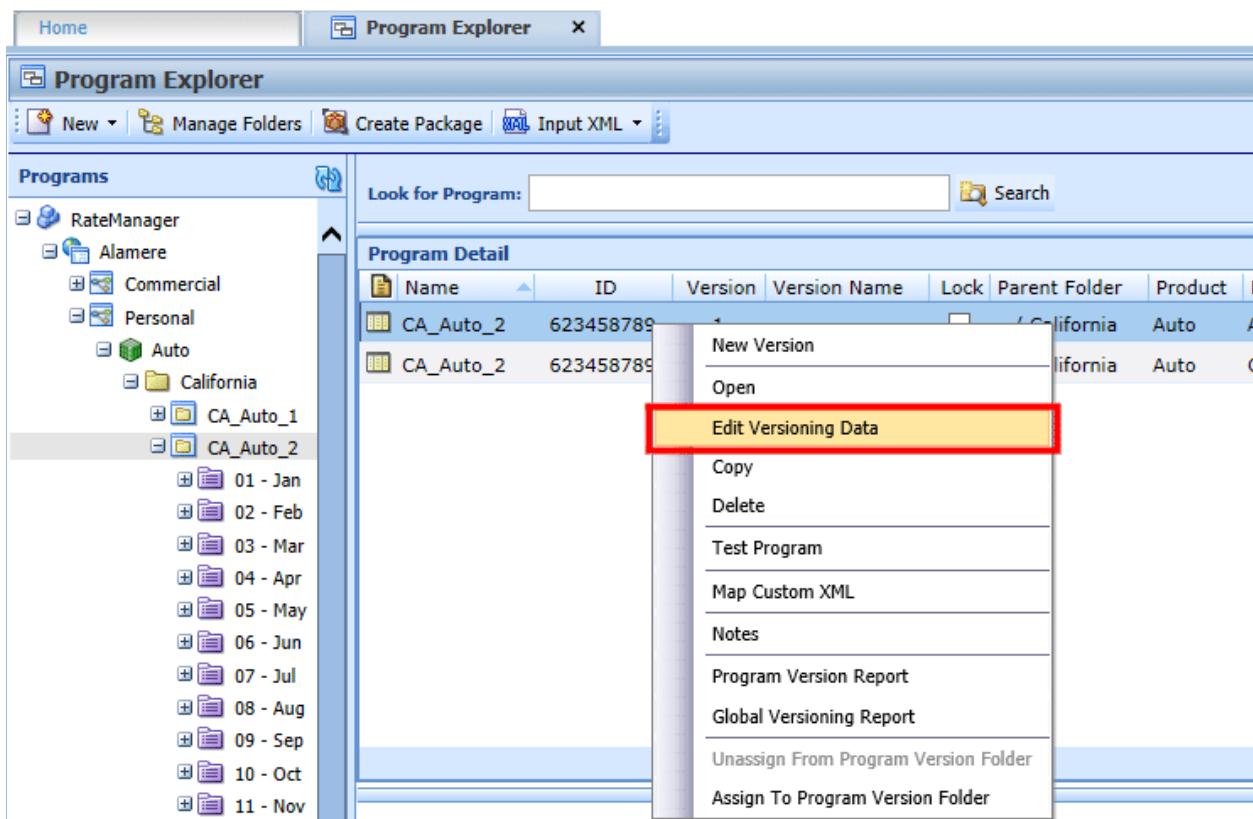 Home
Program Explorer
Program Explorer
New Manage Folders Create Package XML Input XML
Programs
Look for Program: Search
RateManager
Alamere
Commercial
Personal
Auto
California
CA_Auto_1
CA_Auto_2
01 - Jan
02 - Feb
03 - Mar
04 - Apr
05 - May
06 - Jun
07 - Jul
08 - Aug
09 - Sep
10 - Oct
11 - Nov
Program Detail
Name ID Version Version Name Lock Parent Folder Product
CA_Auto_2 623458789 1 / California Auto
CA_Auto_2 623458789 lifornia Auto
New Version
Open
Edit Versioning Data
Copy
Delete
Test Program
Map Custom XML
Notes
Program Version Report
Global Versioning Report
Unassign From Program Version Folder
Assign To Program Version Folder